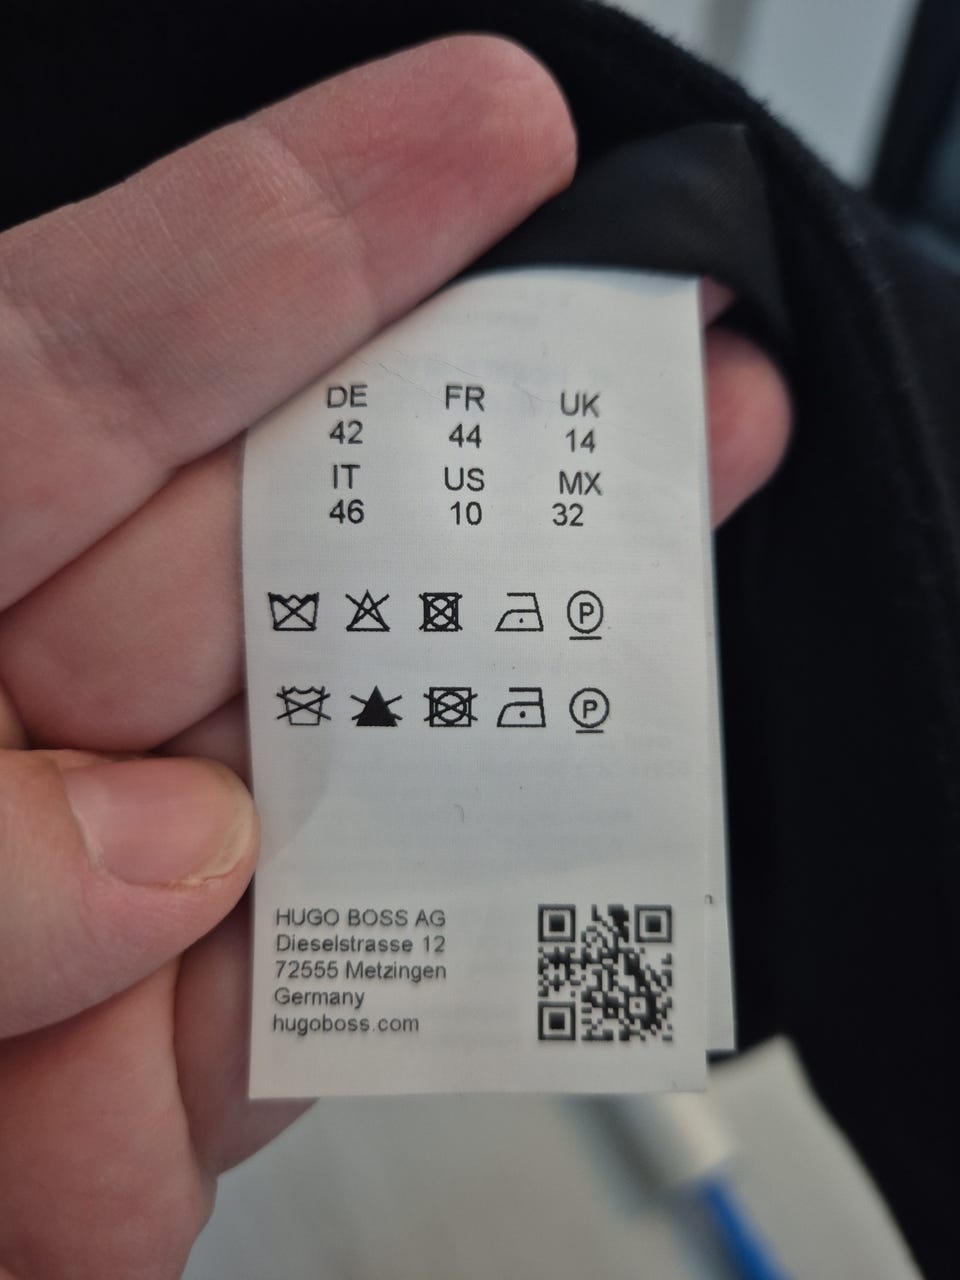 DE FR UK
42 44 14
IT US MX
46 10 32
P
P
HUGO BOSS AG
Dieselstrasse 12
72555 Metzingen
Germany
hugoboss.com